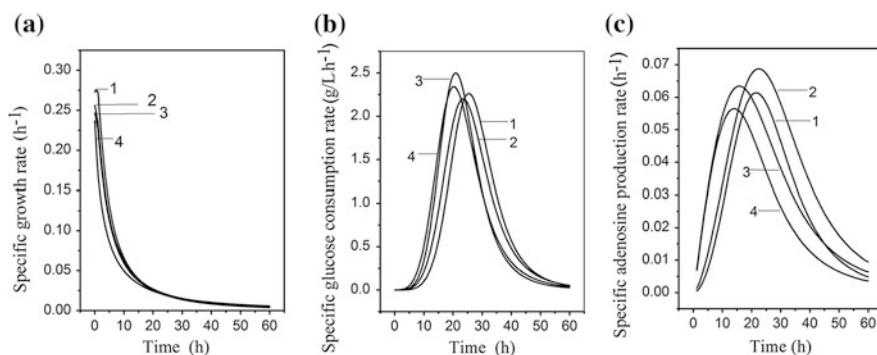 (a)
Specific growth rate (h⁻¹)
0.30
0.25
0.20
0.15
0.10
0.05
0.00
1
2
3
4
0 10 20 30 40 50 60
Time (h)
(b)
Specific glucose consumption rate(g/Lh⁻¹)
2.5
2.0
1.5
1.0
0.5
0.0
3
1
2
4
0 10 20 30 40 50 60
Time (h)
(c)
Specific adenosine production rate (h⁻¹)
0.07
0.06
0.05
0.04
0.03
0.02
0.01
0.00
2
1
3
4
0 10 20 30 40 50 60
Time (h)